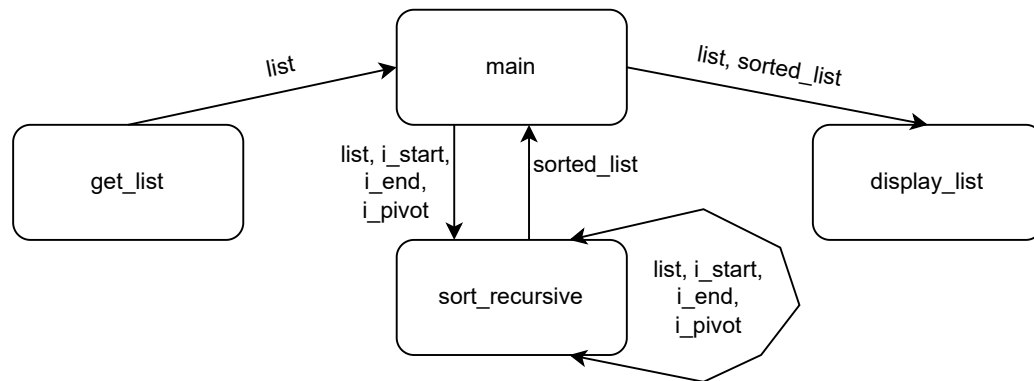 main
list
list, sorted_list
get_list
list, i_start,
i_end,
i_pivot
sorted_list
display_list
sort_recursive
list, i_start,
i_end,
i_pivot